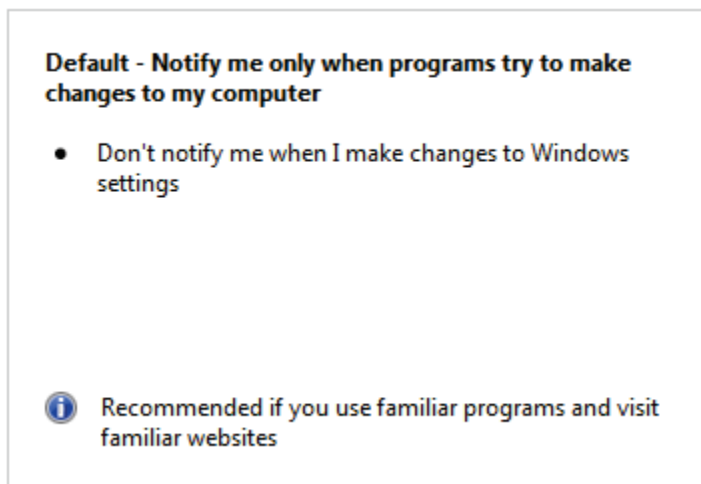 Default - Notify me only when programs try to make
changes to my computer
● Don't notify me when I make changes to Windows
settings
Recommended if you use familiar programs and visit
familiar websites